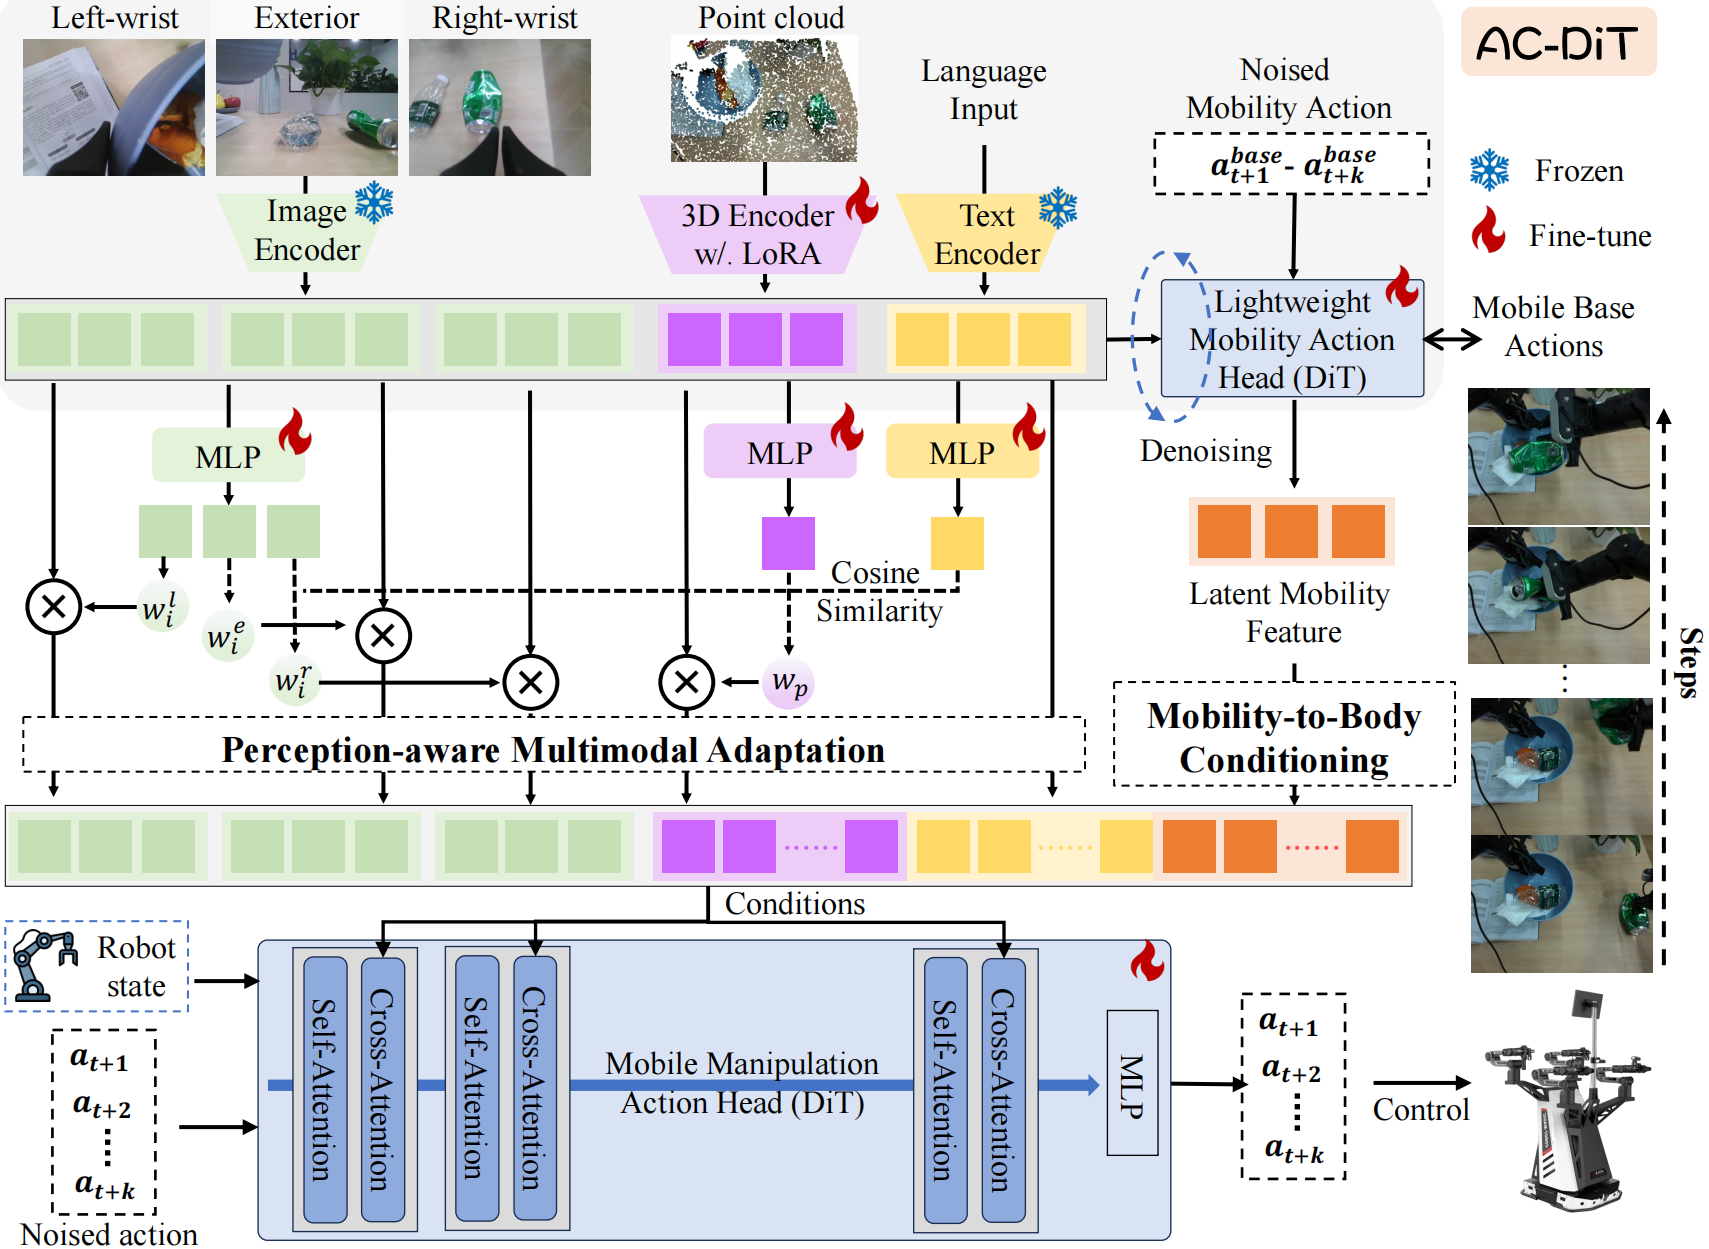 Left-wrist
Exterior
Right-wrist
Point cloud
Language
Input
Noised
Mobility Action
AC-DiT
a_{t+1}^{base} - a_{t+k}^{base}
Frozen
Fine-tune
Image
Encoder
3D Encoder
w/. LoRA
Text
Encoder
Lightweight
Mobility Action
Head (DiT)
Mobile Base
Actions
Denoising
MLP
MLP
MLP
Cosine
Similarity
w_i^l
w_i^e
w_i^r
w_p
Latent Mobility
Feature
Steps
Perception-aware Multimodal Adaptation
Mobility-to-Body
Conditioning
Conditions
Robot
state
a_{t+1}
a_{t+2}
a_{t+k}
Noised action
Self-Attention
Cross-Attention
Self-Attention
Cross-Attention
Mobile Manipulation
Action Head (DiT)
Self-Attention
Cross-Attention
MLP
a_{t+1}
a_{t+2}
a_{t+k}
Control